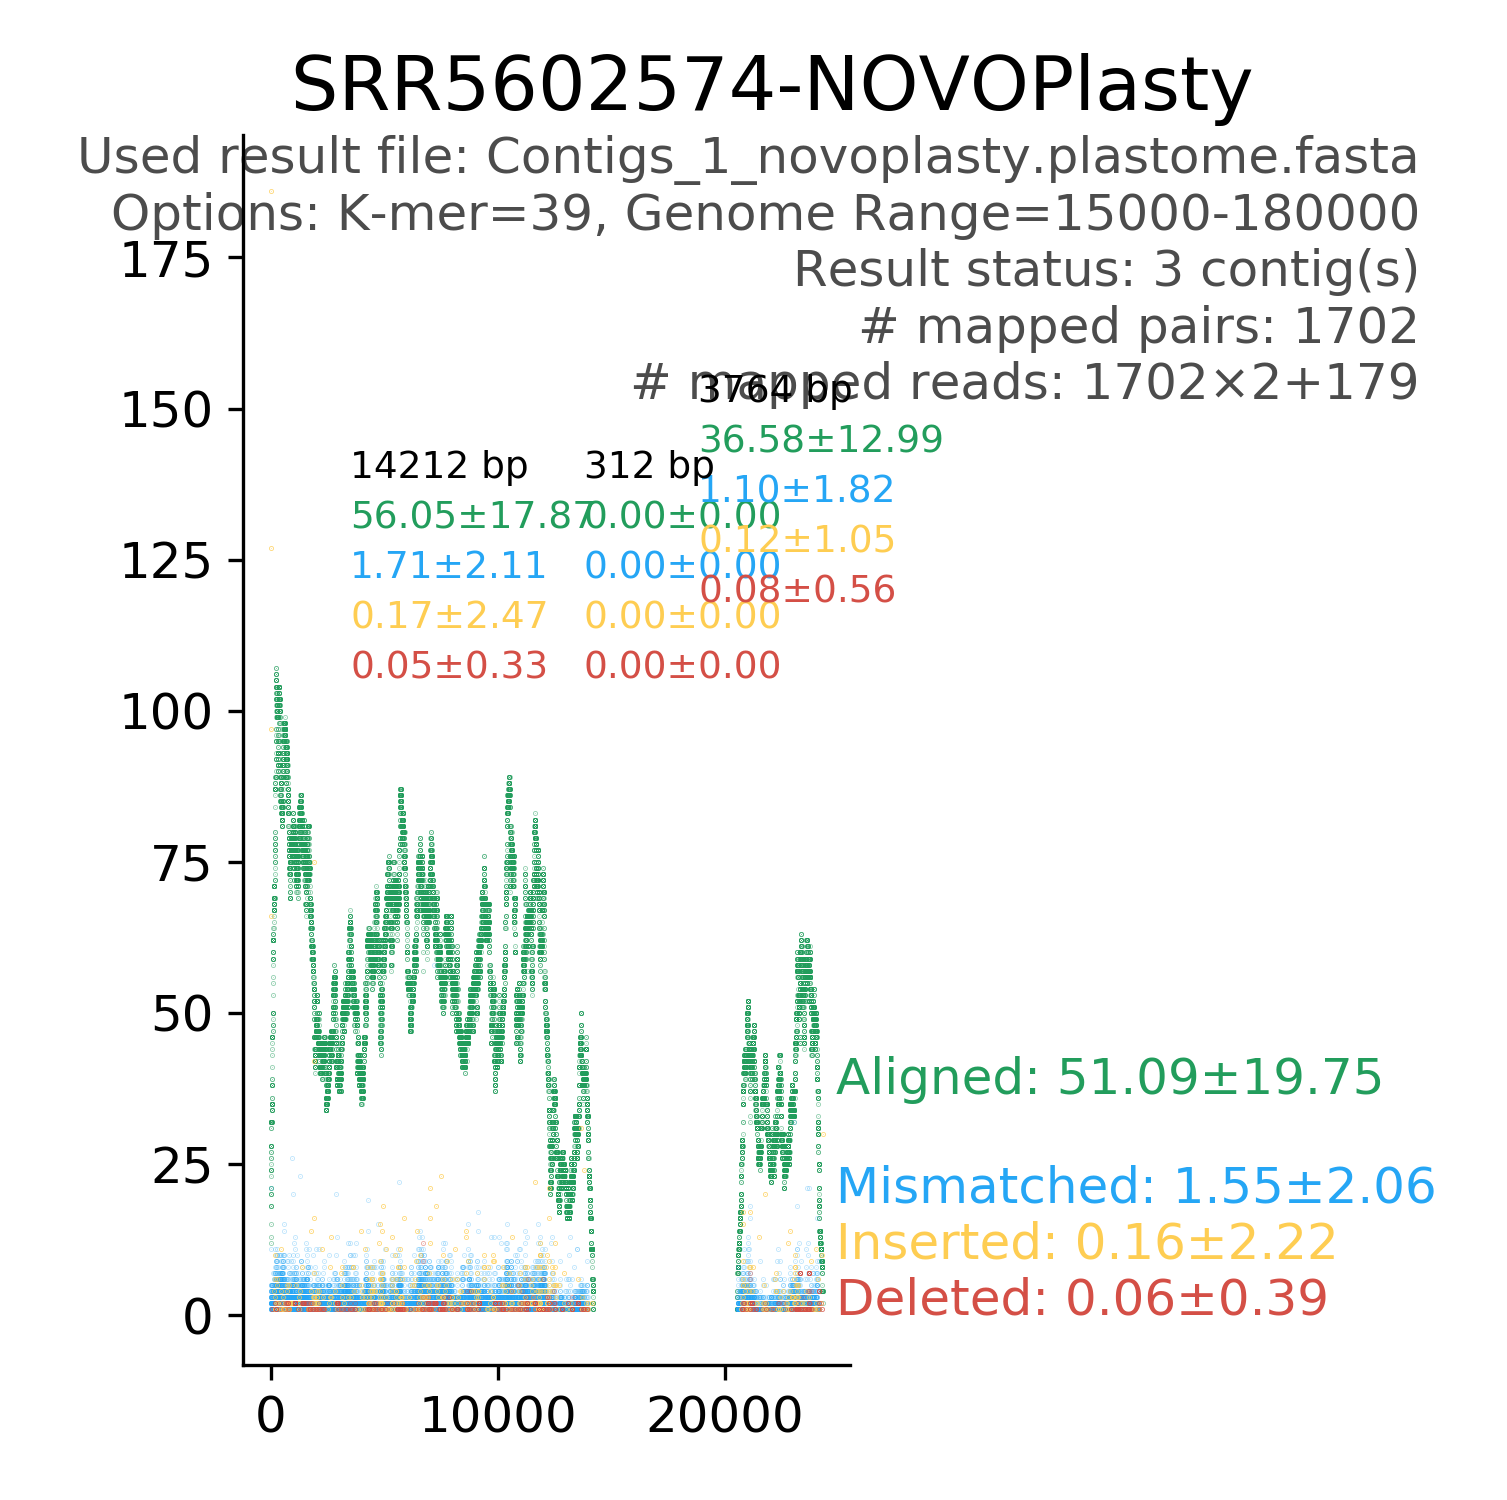 SRR5602574-NOVOPlasty
Used result file: Contigs_1_novoplasty.plastome.fasta
Options: K-mer=39, Genome Range=15000-180000
Result status: 3 contig(s)
# mapped pairs: 1702
# mapped reads: 1702×2+179
14212 bp
56.05±17.87
1.71±2.11
0.17±2.47
0.05±0.33
312 bp
0.00±0.00
0.00±0.00
0.00±0.00
0.00±0.00
3764 bp
36.58±12.99
1.10±1.82
0.12±1.05
0.08±0.56
175
150
125
100
75
50
25
0
Aligned: 51.09±19.75
Mismatched: 1.55±2.06
Inserted: 0.16±2.22
Deleted: 0.06±0.39
0 10000 20000